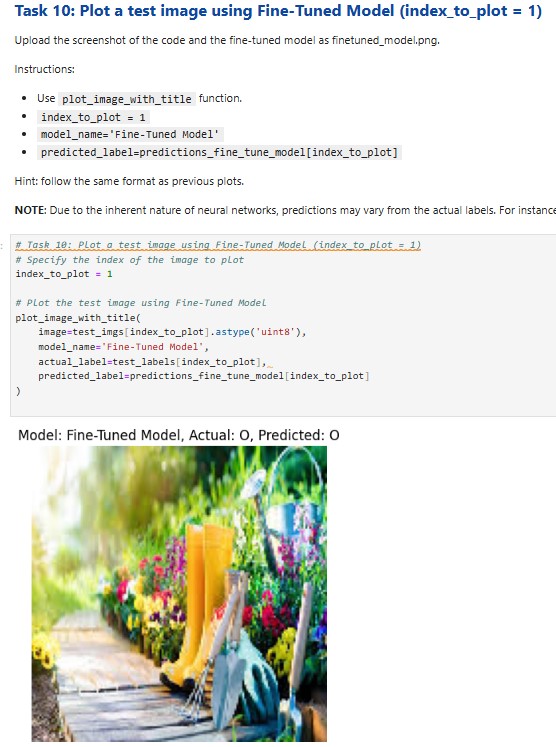 Task 10: Plot a test image using Fine-Tuned Model (index_to_plot = 1)
Upload the screenshot of the code and the fine-tuned model as finetuned_model.png.
Instructions:
• Use plot_image_with_title function.
• index_to_plot = 1
• model_name='Fine-Tuned Model'
• predicted_label=predictions_fine_tune_model[index_to_plot]
Hint: follow the same format as previous plots.
NOTE: Due to the inherent nature of neural networks, predictions may vary from the actual labels. For instance
# Task 10: Plot a test image using Fine-Tuned Model (index_to_plot = 1)
# Specify the index of the image to plot
index_to_plot = 1
# Plot the test image using Fine-Tuned Model
plot_image_with_title(
    image=test_imgs[index_to_plot].astype('uint8'),
    model_name='Fine-Tuned Model',
    actual_label=test_labels[index_to_plot],
    predicted_label=predictions_fine_tune_model[index_to_plot]
)
Model: Fine-Tuned Model, Actual: O, Predicted: O